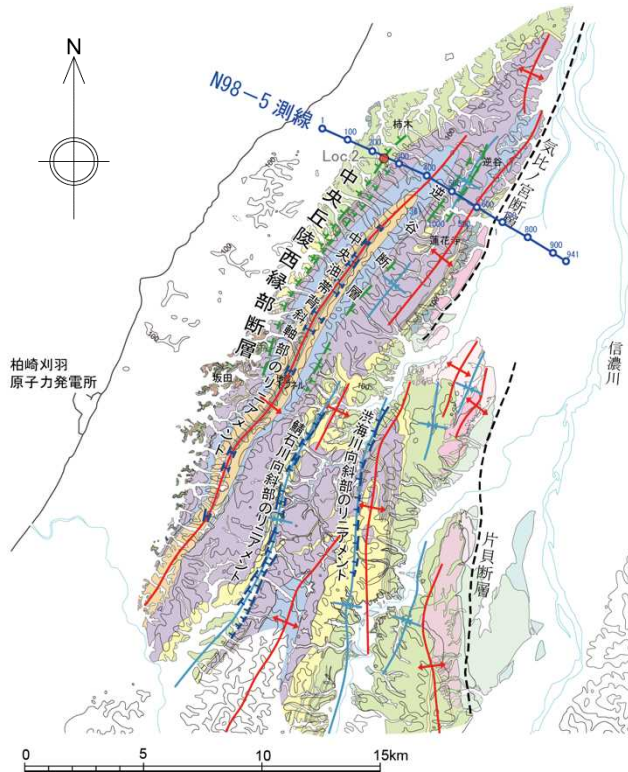 N
N98-5 測線
1
100
200
柿木
Loc.2
逆谷
気比ノ宮断層
800
900
941
蓮花寺
逆谷断層
中央丘陵西縁部断層
中央油帯背斜軸部のリニアメント
柏崎刈羽
原子力発電所
坂田
信濃川
鯖石川向斜部のリニアメント
渋海川向斜部のリニアメント
片貝断層
0
5
10
15km